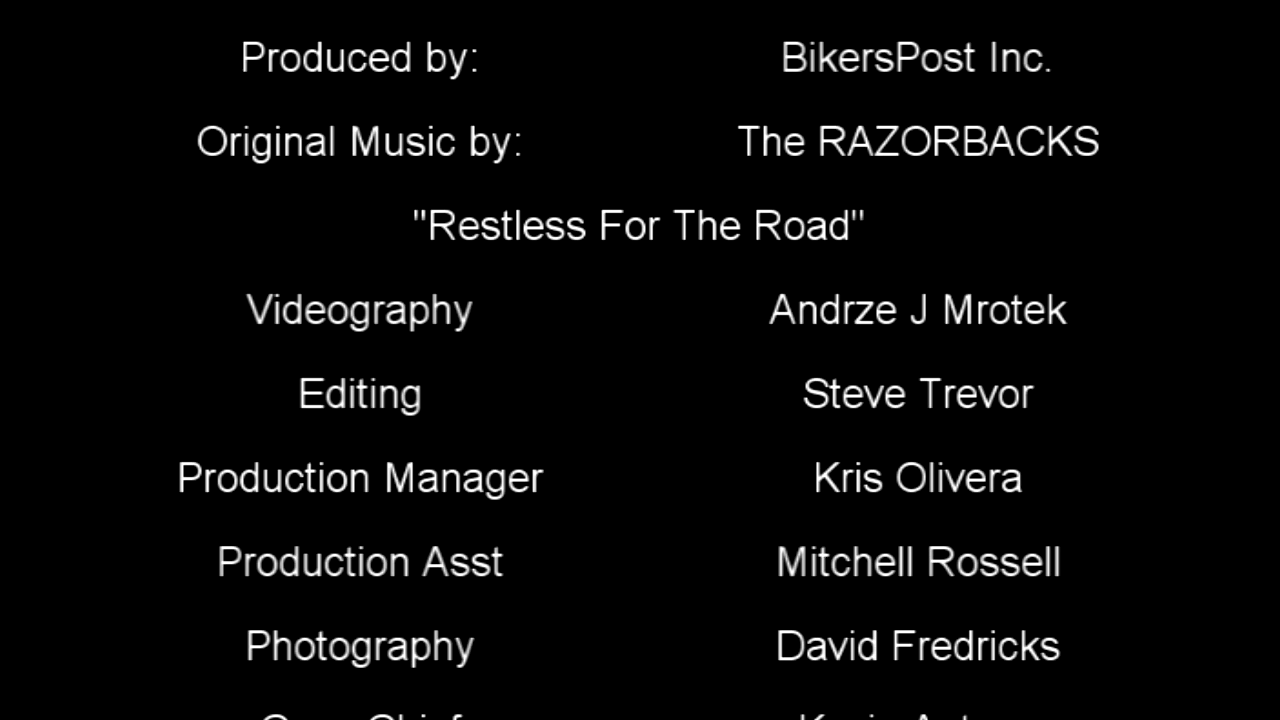 Produced by: BikersPost Inc.
Original Music by: The RAZORBACKS
"Restless For The Road"
Videography Andrze J Mrotek
Editing Steve Trevor
Production Manager Kris Olivera
Production Asst Mitchell Rossell
Photography David Fredricks